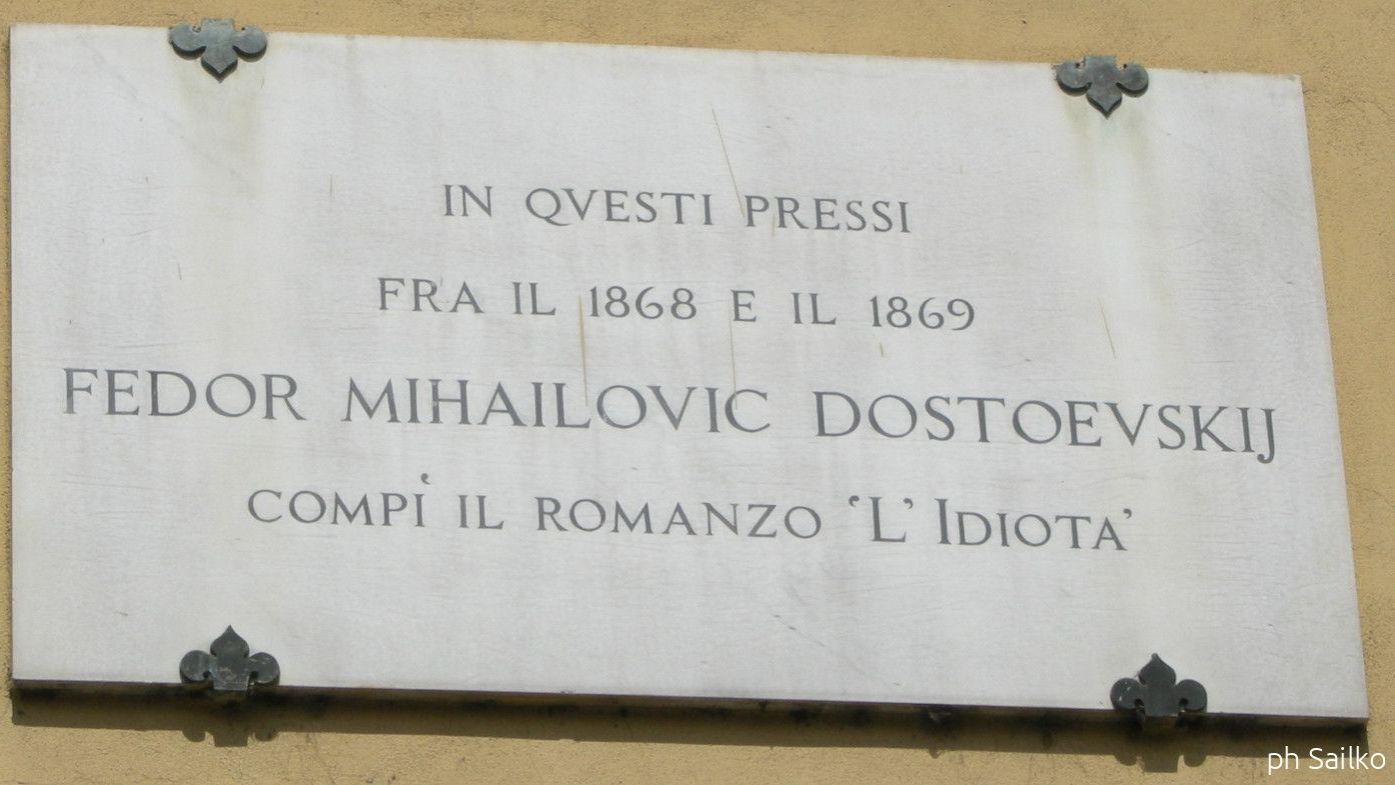 IN QVESTI PRESSI
FRA IL 1868 E IL 1869
FEDOR MIHAILOVIC DOSTOEVSKIJ
COMPÌ IL ROMANZO ‘L’ IDIOTA’
ph Sailko